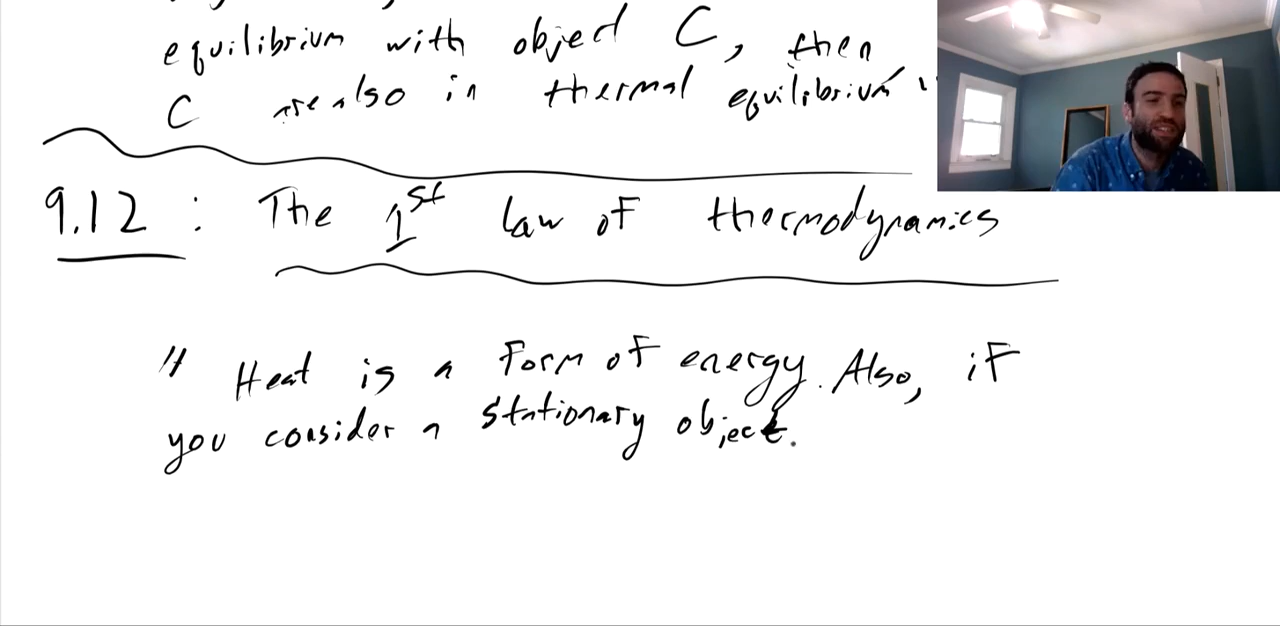 equilibrium with object C, then
C are also in thermal equilibrium
9.12 : The 1st law of thermodynamics
" Heat is a form of energy. Also, if
you consider a stationary object.